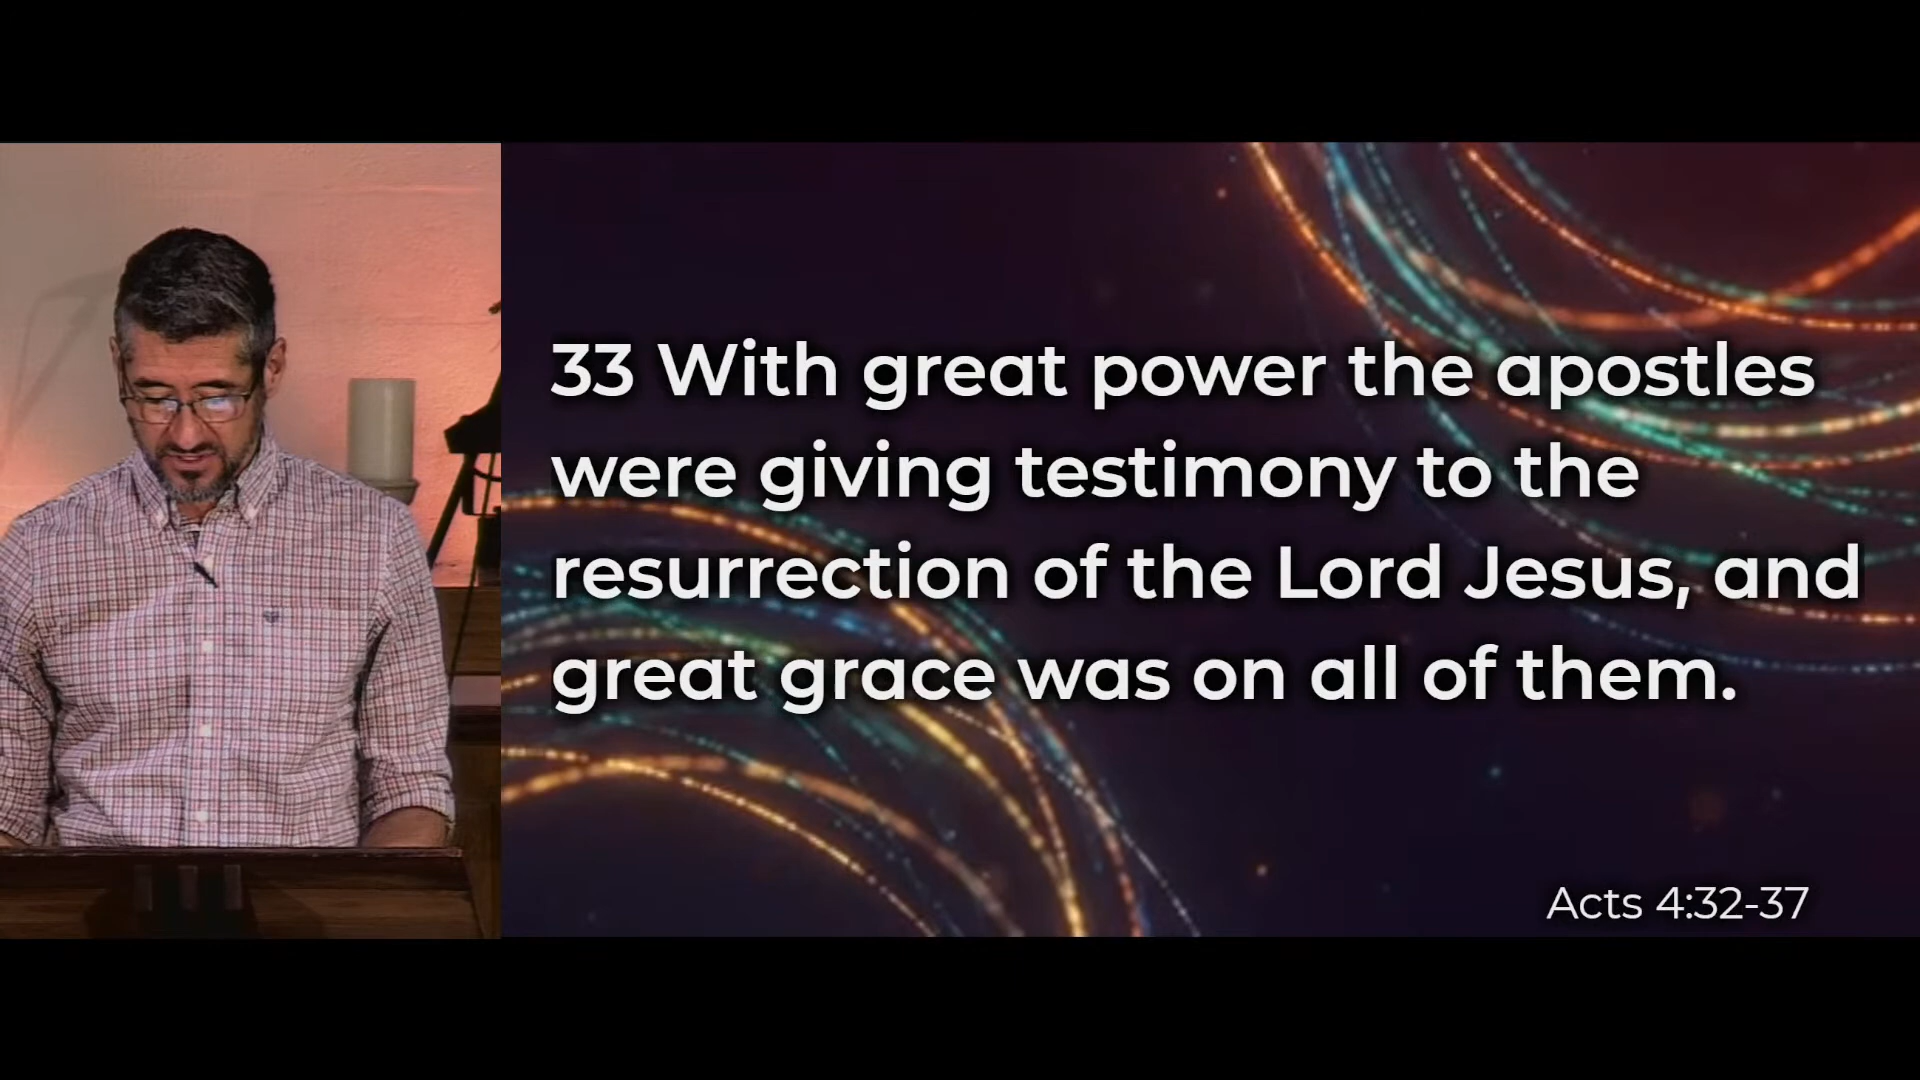 33 With great power the apostles
were giving testimony to the
resurrection of the Lord Jesus, and
great grace was on all of them.
Acts 4:32-37